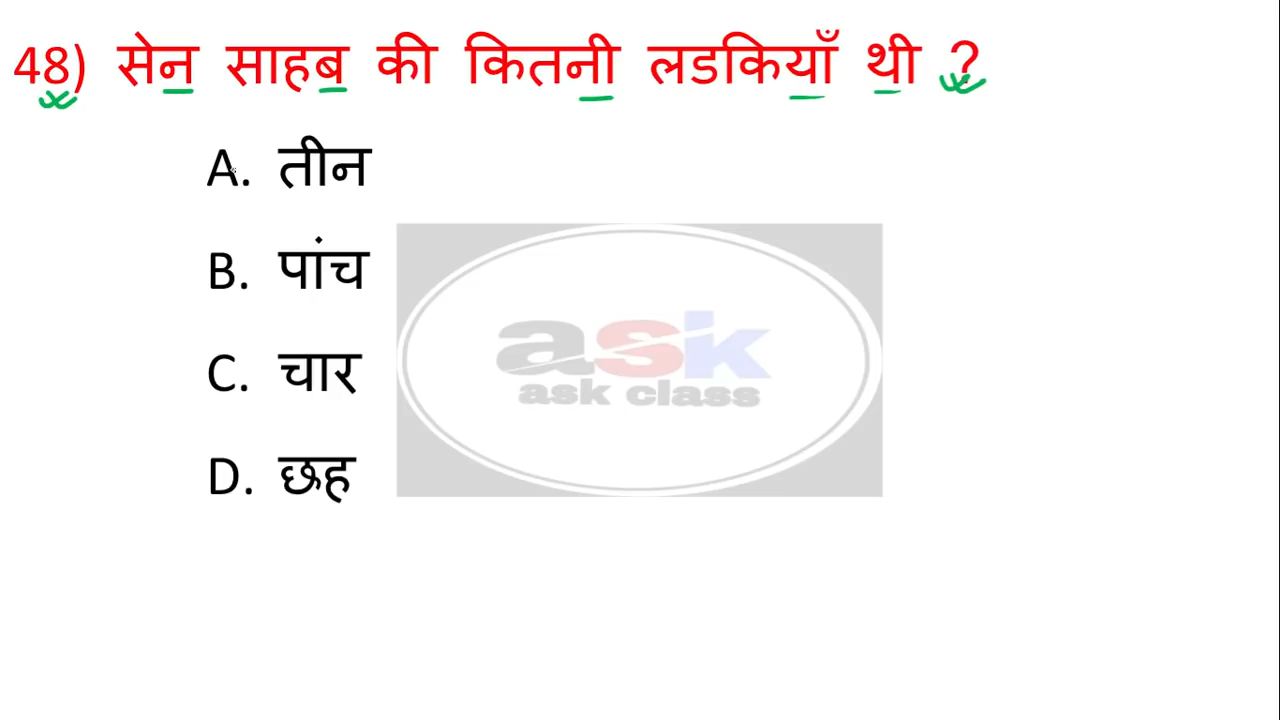 48) सेन साहब की कितनी लडकियाँ थी ?
A. तीन
B. पांच
C. चार
D. छह
ask
ask class